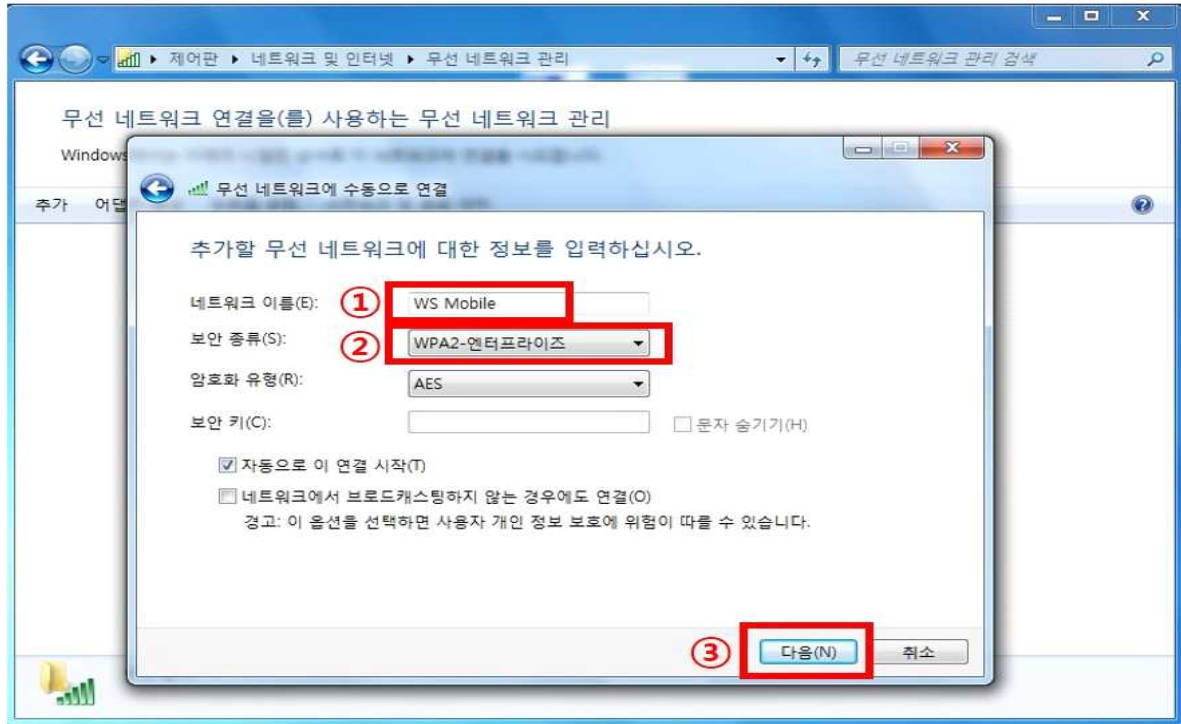 제어판 ▶ 네트워크 및 인터넷 ▶ 무선 네트워크 관리
무선 네트워크 관리 검색
무선 네트워크 연결을(를) 사용하는 무선 네트워크 관리
Windows
추가 어댑
무선 네트워크에 수동으로 연결
추가할 무선 네트워크에 대한 정보를 입력하십시오.
네트워크 이름(E): ① WS Mobile
보안 종류(S): ② WPA2-엔터프라이즈
암호화 유형(R): AES
보안 키(C): 문자 숨기기(H)
자동으로 이 연결 시작(T)
네트워크에서 브로드캐스팅하지 않는 경우에도 연결(O)
경고: 이 옵션을 선택하면 사용자 개인 정보 보호에 위험이 따를 수 있습니다.
③ 다음(N) 취소